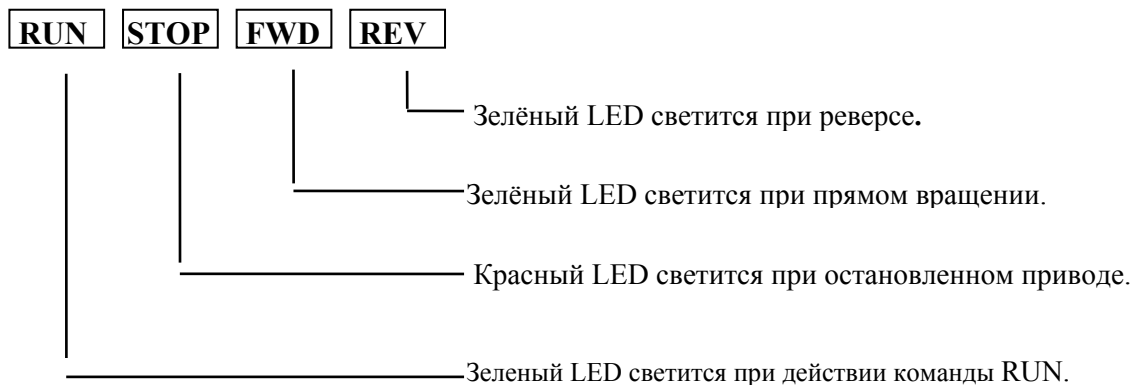 RUN STOP FWD REV
Зелёный LED светится при реверсе.
Зелёный LED светится при прямом вращении.
Красный LED светится при остановленном приводе.
Зеленый LED светится при действии команды RUN.